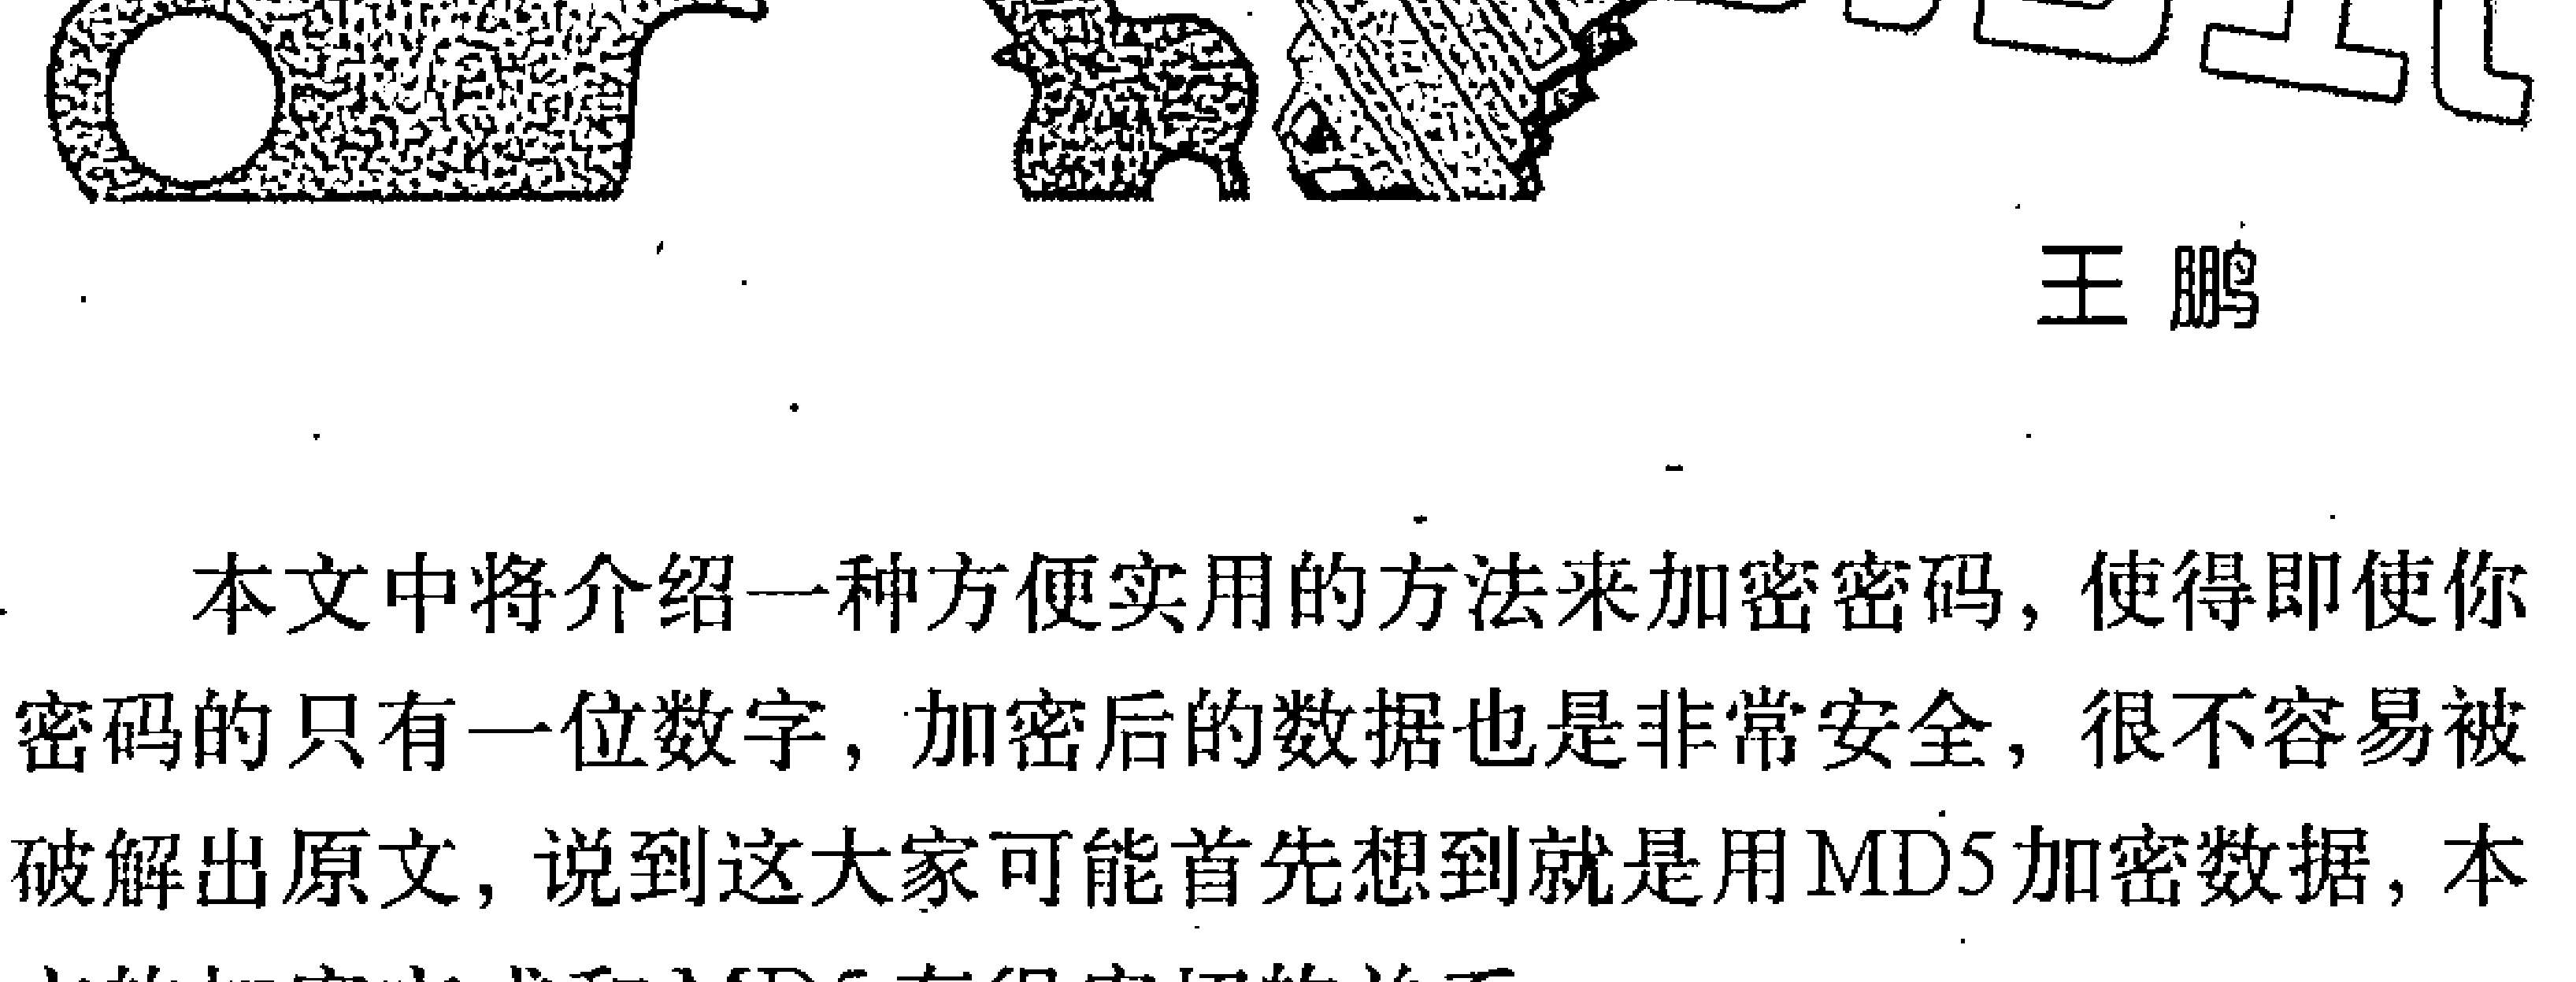 王 鹏
本文中将介绍一种方便实用的方法来加密密码，使得即使你
密码的只有一位数字，加密后的数据也是非常安全，很不容易被
破解出原文，说到这大家可能首先想到就是用MD5加密数据，本